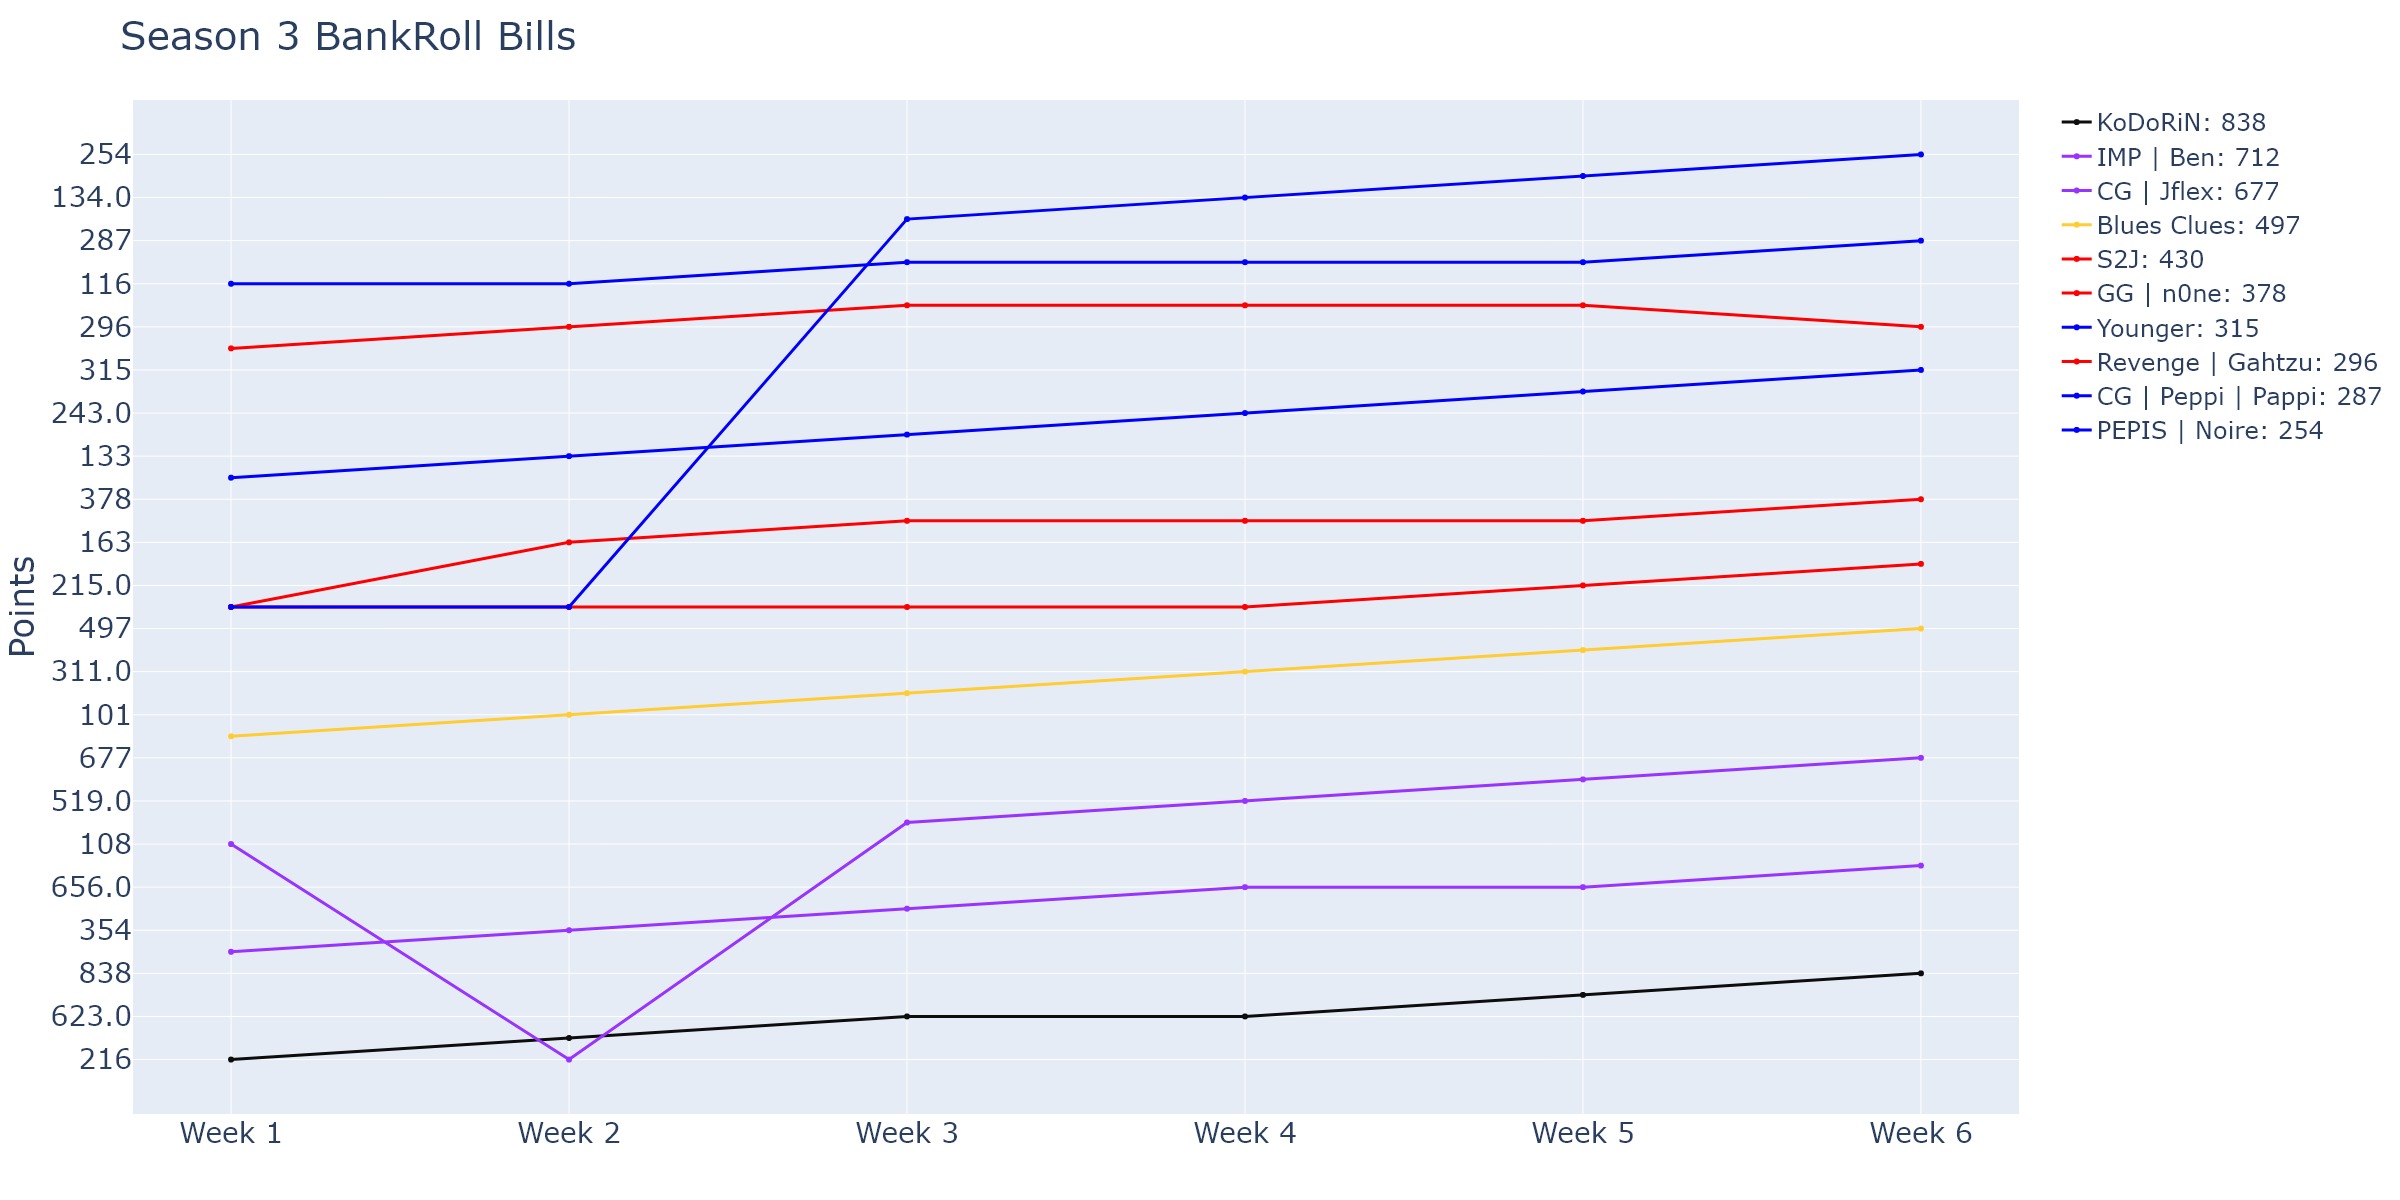 Season 3 BankRoll Bills
Points
254
134.0
287
116
296
315
243.0
133
378
163
215.0
497
311.0
101
677
519.0
108
656.0
354
838
623.0
216
Week 1
Week 2
Week 3
Week 4
Week 5
Week 6
KoDoRiN: 838
IMP | Ben: 712
CG | Jflex: 677
Blues Clues: 497
S2J: 430
GG | n0ne: 378
Younger: 315
Revenge | Gahtzu: 296
CG | Peppi | Pappi: 287
PEPIS | Noire: 254